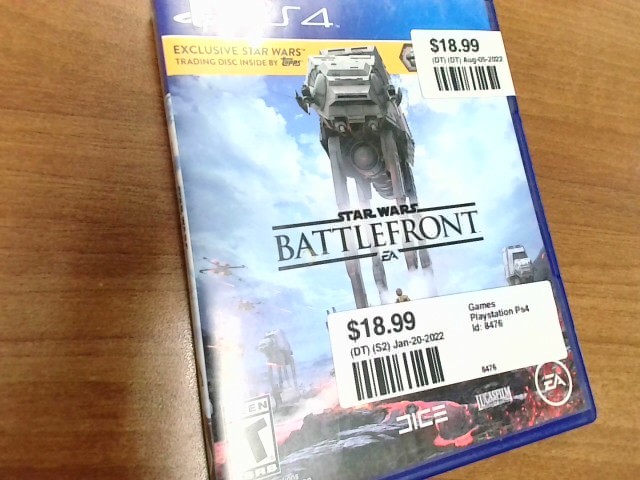 PS4
EXCLUSIVE STAR WARS™
TRADING DISC INSIDE BY Topps
$18.99
(DT) (DT) Aug-05-2022
STAR WARS
BATTLEFRONT
EA
$18.99
(DT) (S2) Jan-20-2022
Games
Playstation Ps4
Id: 8476
8476
EA
DICE
LUCASFILM